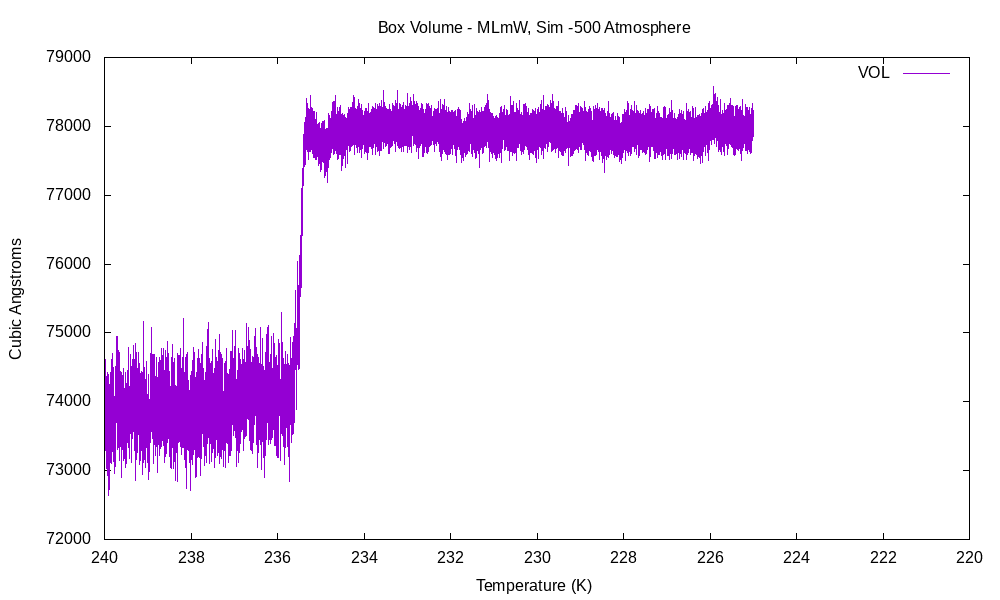 Box Volume - MLmW, Sim -500 Atmosphere
79000
78000
77000
76000
75000
74000
73000
72000
VOL
Cubic Angstroms
240 238 236 234 232 230 228 226 224 222 220
Temperature (K)